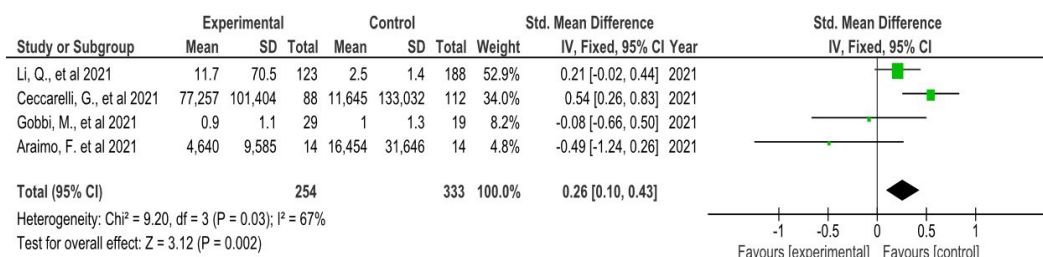 Experimental Control Std. Mean Difference Std. Mean Difference
Study or Subgroup Mean SD Total Mean SD Total Weight IV, Fixed, 95% CI Year IV, Fixed, 95% CI
Li, Q., et al 2021 11.7 70.5 123 2.5 1.4 188 52.9% 0.21 [-0.02, 0.44] 2021
Ceccarelli, G., et al 2021 77,257 101,404 88 11,645 133,032 112 34.0% 0.54 [0.26, 0.83] 2021
Gobbi, M., et al 2021 0.9 1.1 29 1 1.3 19 8.2% -0.08 [-0.66, 0.50] 2021
Araimo, F. et al 2021 4,640 9,585 14 16,454 31,646 14 4.8% -0.49 [-1.24, 0.26] 2021
Total (95% CI) 254 333 100.0% 0.26 [0.10, 0.43]
Heterogeneity: Chi² = 9.20, df = 3 (P = 0.03); I² = 67%
Test for overall effect: Z = 3.12 (P = 0.002)
-1 -0.5 0 0.5 1
Favours [experimental] Favours [control]